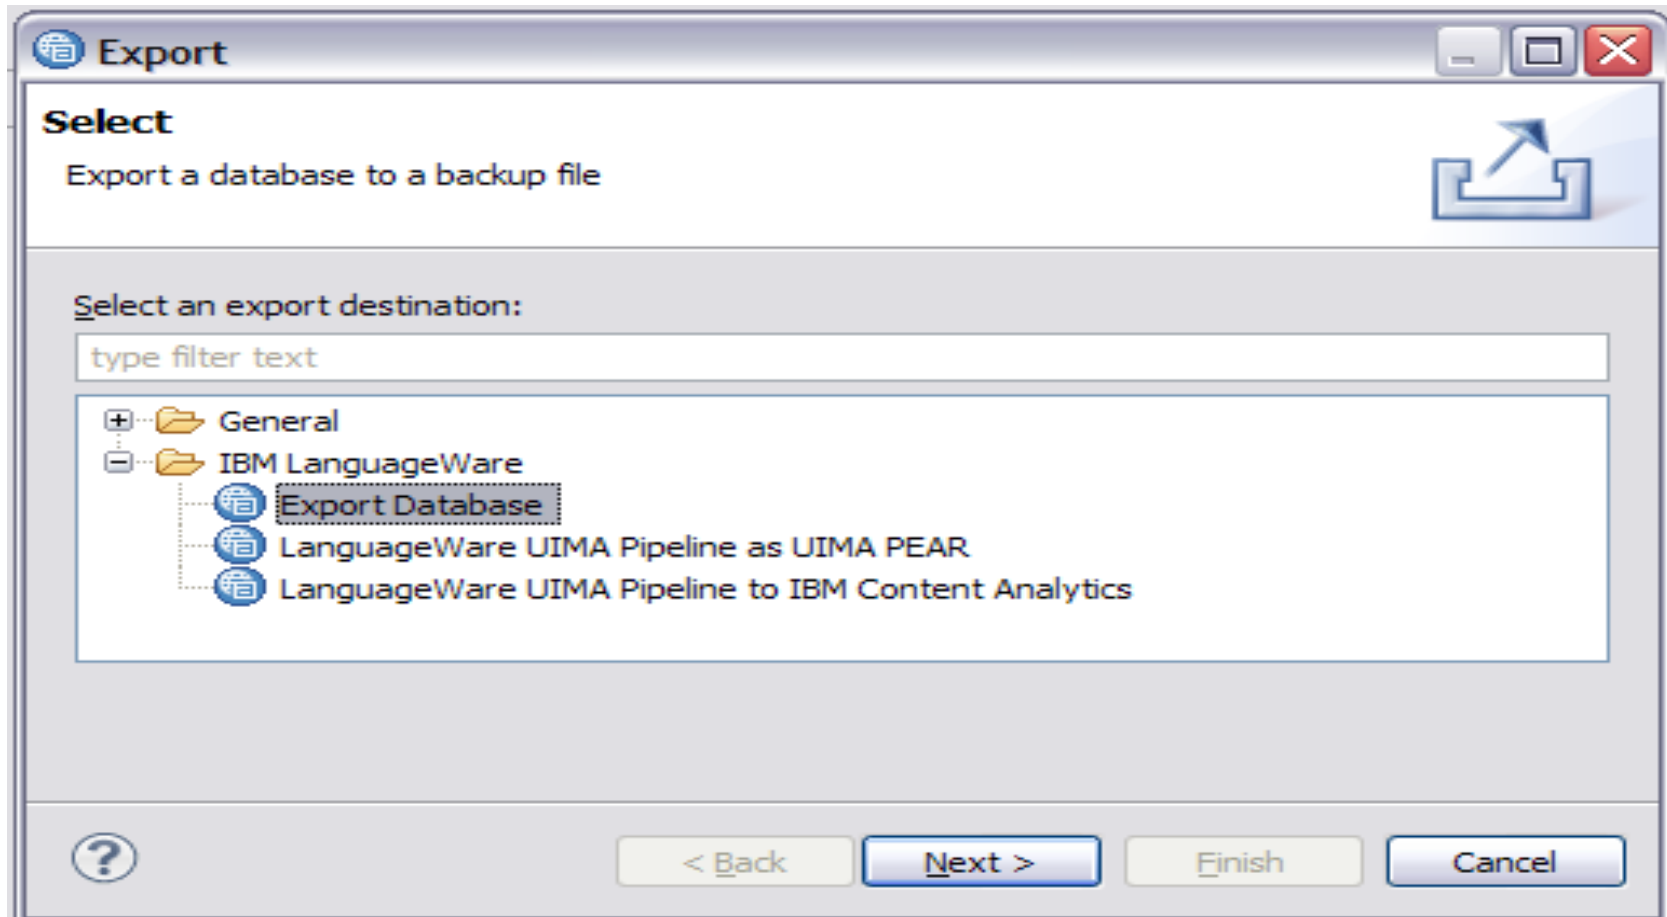 Export
Select
Export a database to a backup file
Select an export destination:
type filter text
General
IBM LanguageWare
Export Database
LanguageWare UIMA Pipeline as UIMA PEAR
LanguageWare UIMA Pipeline to IBM Content Analytics
? < Back Next > Finish Cancel